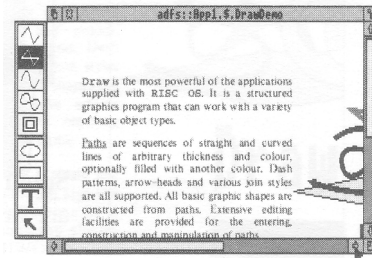 adfs::App1.$.DrawDemo
Draw is the most powerful of the applications
supplied with RISC OS. It is a structured
graphics program that can work with a variety
of basic object types.
Paths are sequences of straight and curved
lines of arbitrary thickness and colour,
optionally filled with another colour. Dash
patterns, arrow-heads and various join styles
are all supported. All basic graphic shapes are
constructed from paths. Extensive editing
facilities are provided for the entering,
construction and manipulation of paths.
T